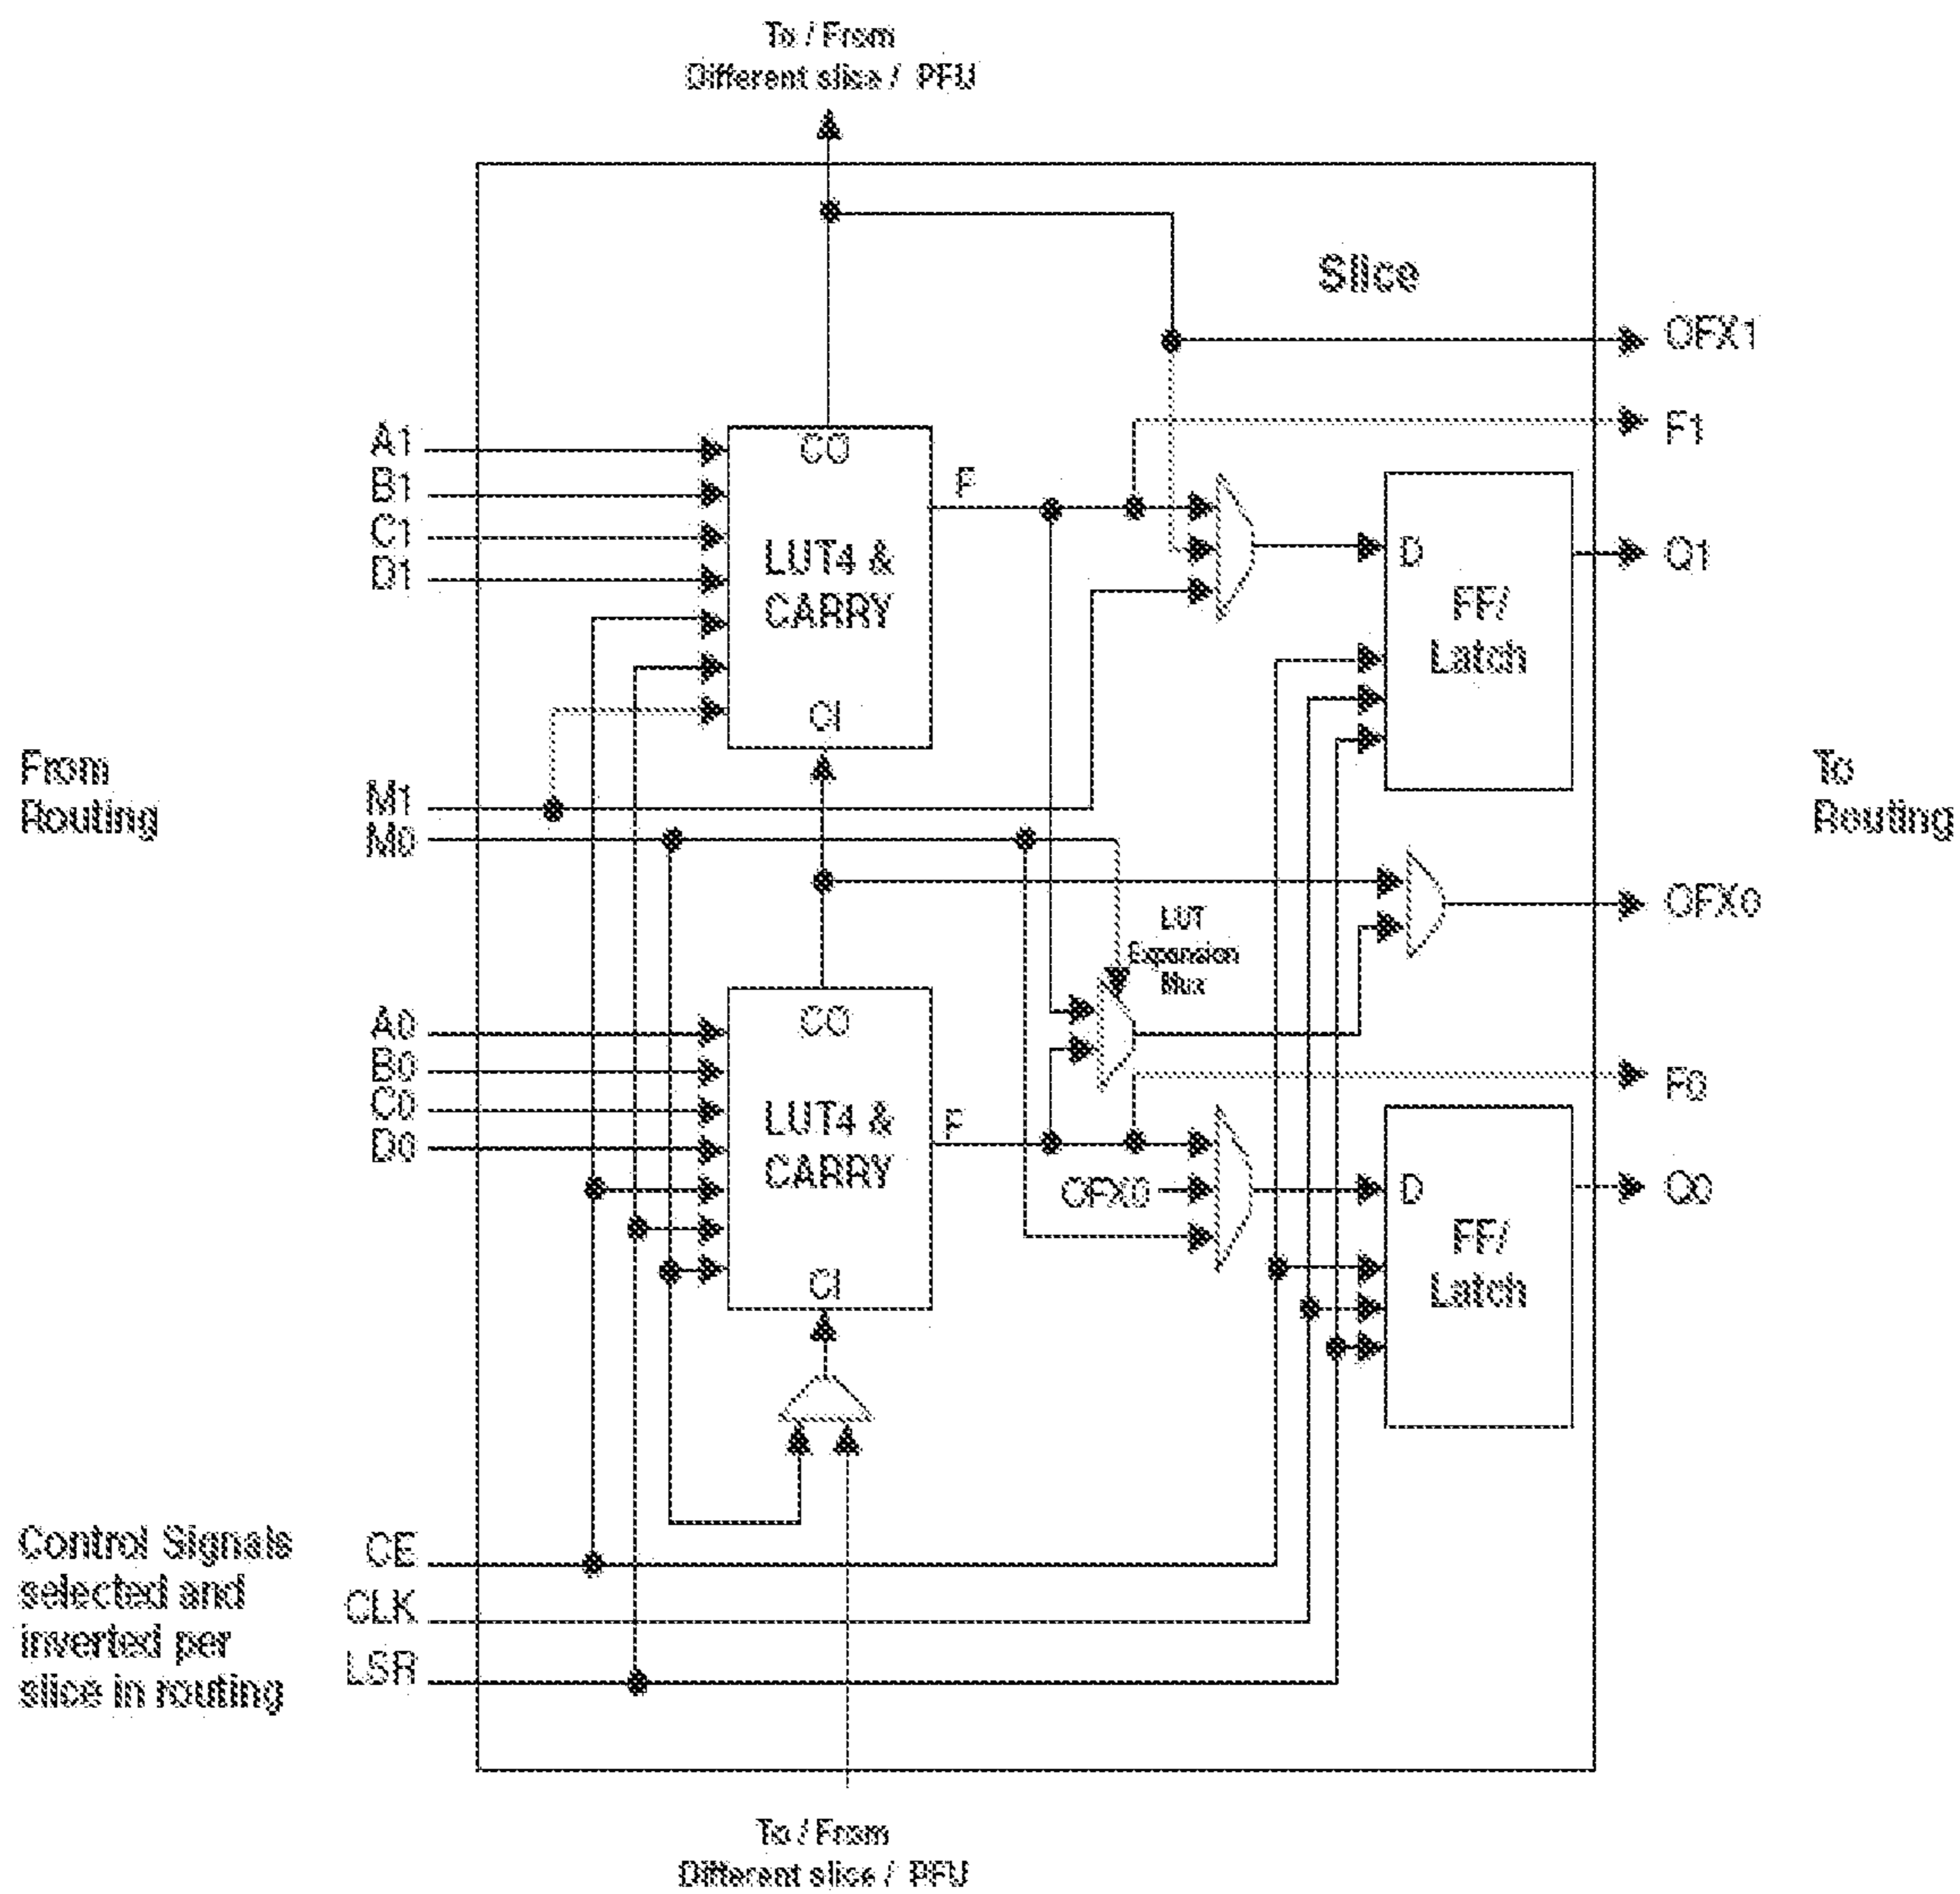 To / From
Different slice / PFU
Slice
OFX1
F1
A1
B1
C1
D1
CO
F
LUT4 &
CARRY
CI
D
FF/
Latch
Q1
From
Routing
M1
M0
To
Routing
LUT
Expansion
Mux
OFX0
A0
B0
C0
D0
CO
F
LUT4 &
CARRY
CI
OFX0
F0
D
FF/
Latch
Q0
Control Signals
selected and
inverted per
slice in routing
CE
CLK
LSR
To / From
Different slice / PFU